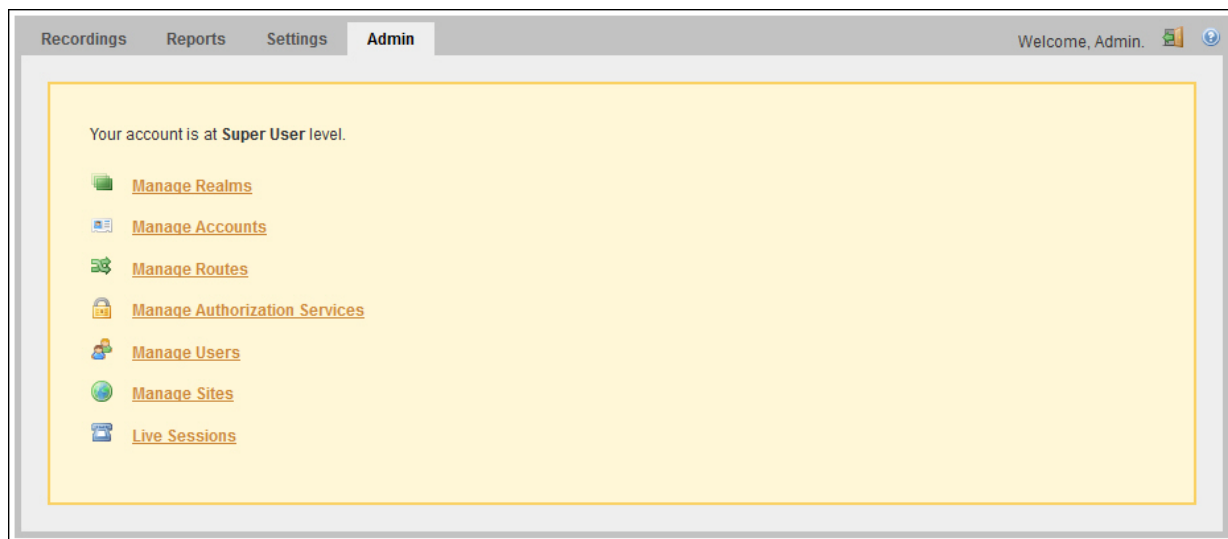 Recordings Reports Settings Admin Welcome, Admin.
Your account is at Super User level.
Manage Realms
Manage Accounts
Manage Routes
Manage Authorization Services
Manage Users
Manage Sites
Live Sessions